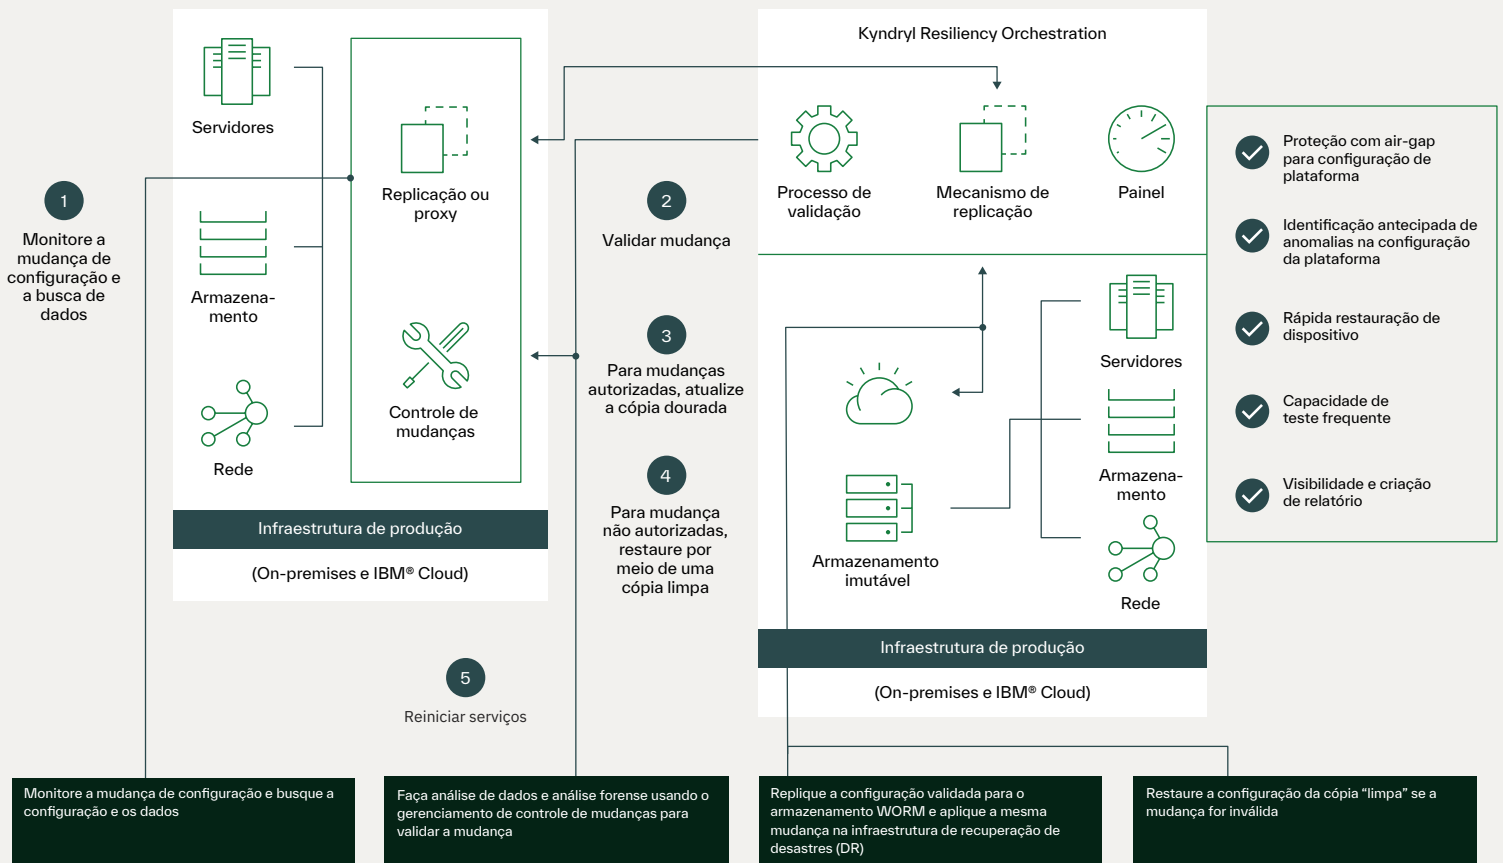 1
Monitore a
mudança de
configuração e
a busca de
dados
Servidores
Armazena-
mento
Rede
Replicação ou
proxy
Controle de
mudanças
Infraestrutura de produção
(On-premises e IBM® Cloud)
2
Validar mudança
3
Para mudanças
autorizadas, atualize
a cópia dourada
4
Para mudança
não autorizadas,
restaure por
meio de uma
cópia limpa
5
Reiniciar serviços
Kyndryl Resiliency Orchestration
Processo de
validação
Mecanismo de
replicação
Painel
Servidores
Armazena-
mento
Rede
Armazenamento
imutável
Infraestrutura de produção
(On-premises e IBM® Cloud)
Proteção com air-gap
para configuração de
plataforma
Identificação antecipada de
anomalias na configuração
da plataforma
Rápida restauração de
dispositivo
Capacidade de
teste frequente
Visibilidade e criação
de relatório
Monitore a mudança de configuração e busque a
configuração e os dados
Faça análise de dados e análise forense usando o
gerenciamento de controle de mudanças para
validar a mudança
Replique a configuração validada para o
armazenamento WORM e aplique a mesma
mudança na infraestrutura de recuperação de
desastres (DR)
Restaure a configuração da cópia “limpa” se a
mudança for inválida